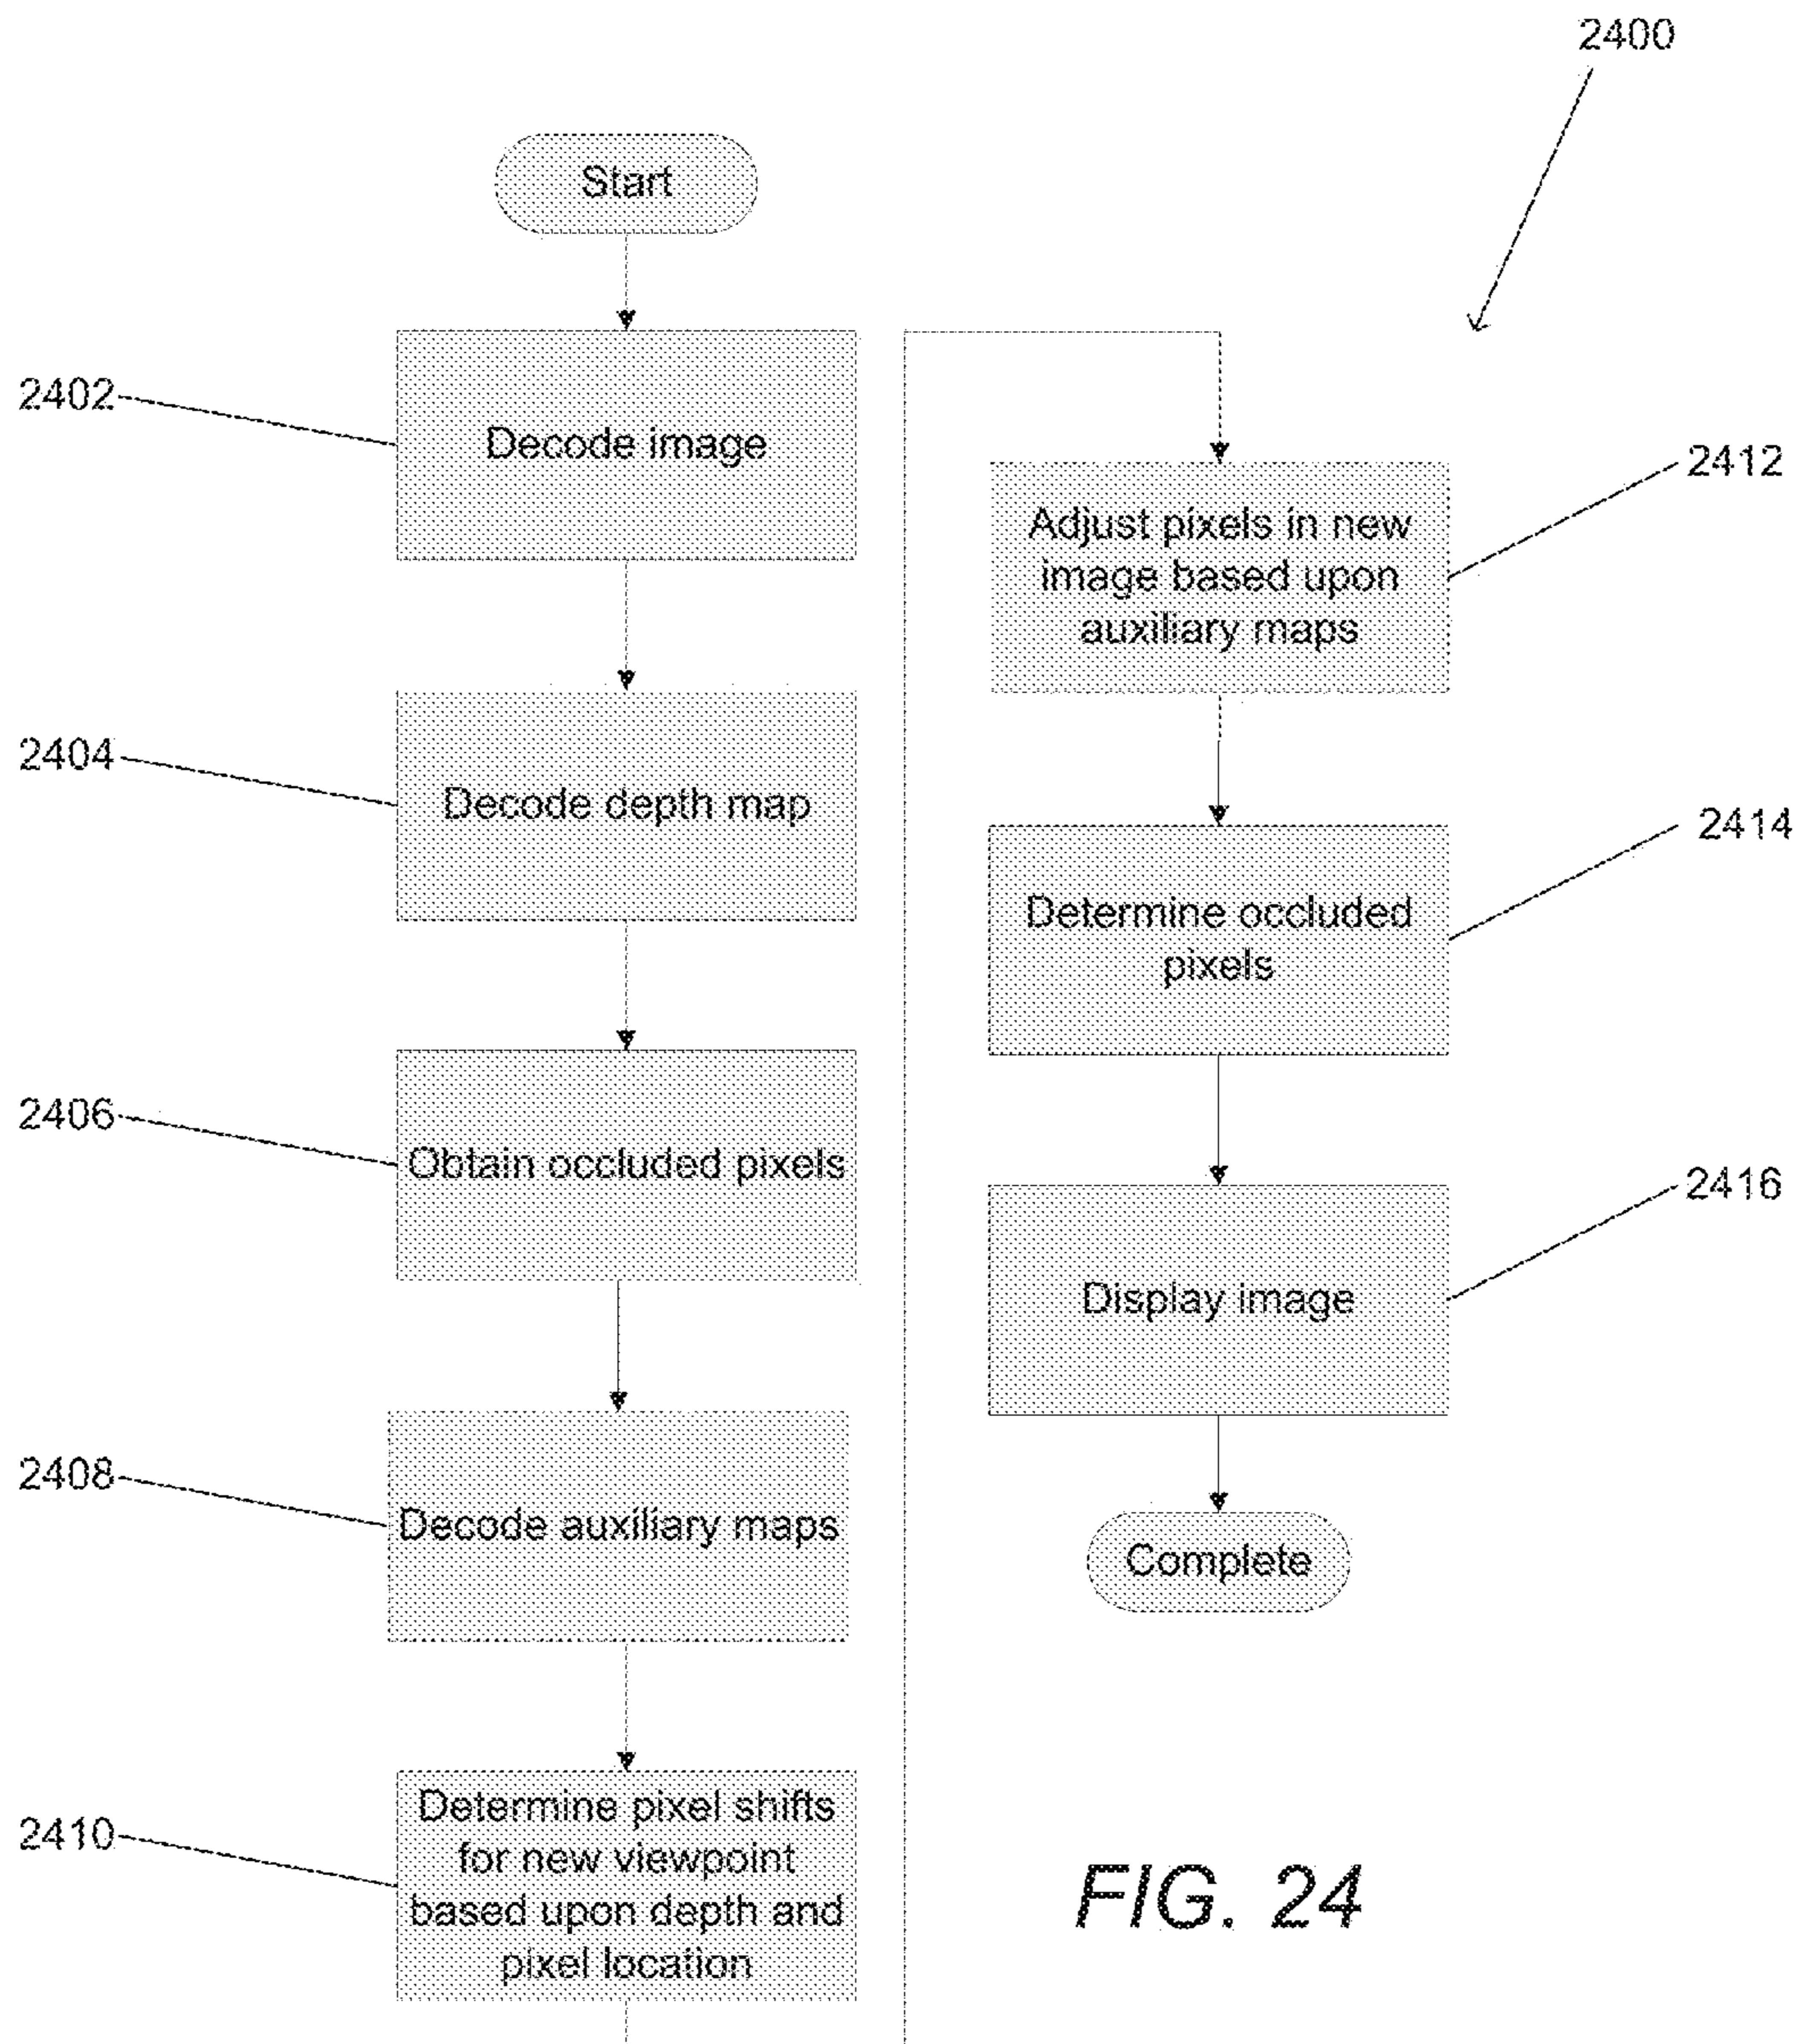 2400
Start
2402
Decode image
2404
Decode depth map
2406
Obtain occluded pixels
2408
Decode auxiliary maps
2410
Determine pixel shifts
for new viewpoint
based upon depth and
pixel location
2412
Adjust pixels in new
image based upon
auxiliary maps
2414
Determine occluded
pixels
2416
Display image
Complete
FIG. 24